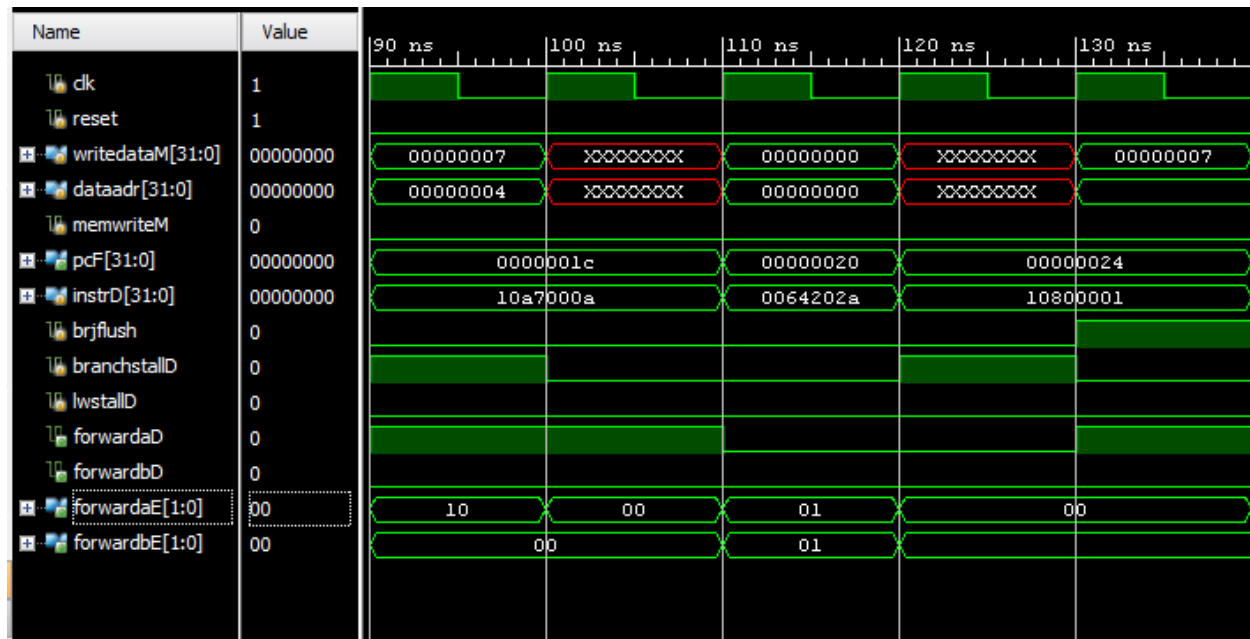 Name Value 90 ns 100 ns 110 ns 120 ns 130 ns
clk 1
reset 1
writedataM[31:0] 00000000 00000007 XXXXXXXX 00000000 XXXXXXXX 00000007
dataadr[31:0] 00000000 00000004 XXXXXXXX 00000000 XXXXXXXX
memwriteM 0
pcF[31:0] 00000000 0000001c 00000020 00000024
instrD[31:0] 00000000 10a7000a 0064202a 10800001
brjflush 0
branchstallD 0
lwstallD 0
forwardaD 0
forwardbD 0
forwardaE[1:0] 00 10 00 01 00
forwardbE[1:0] 00 00 01